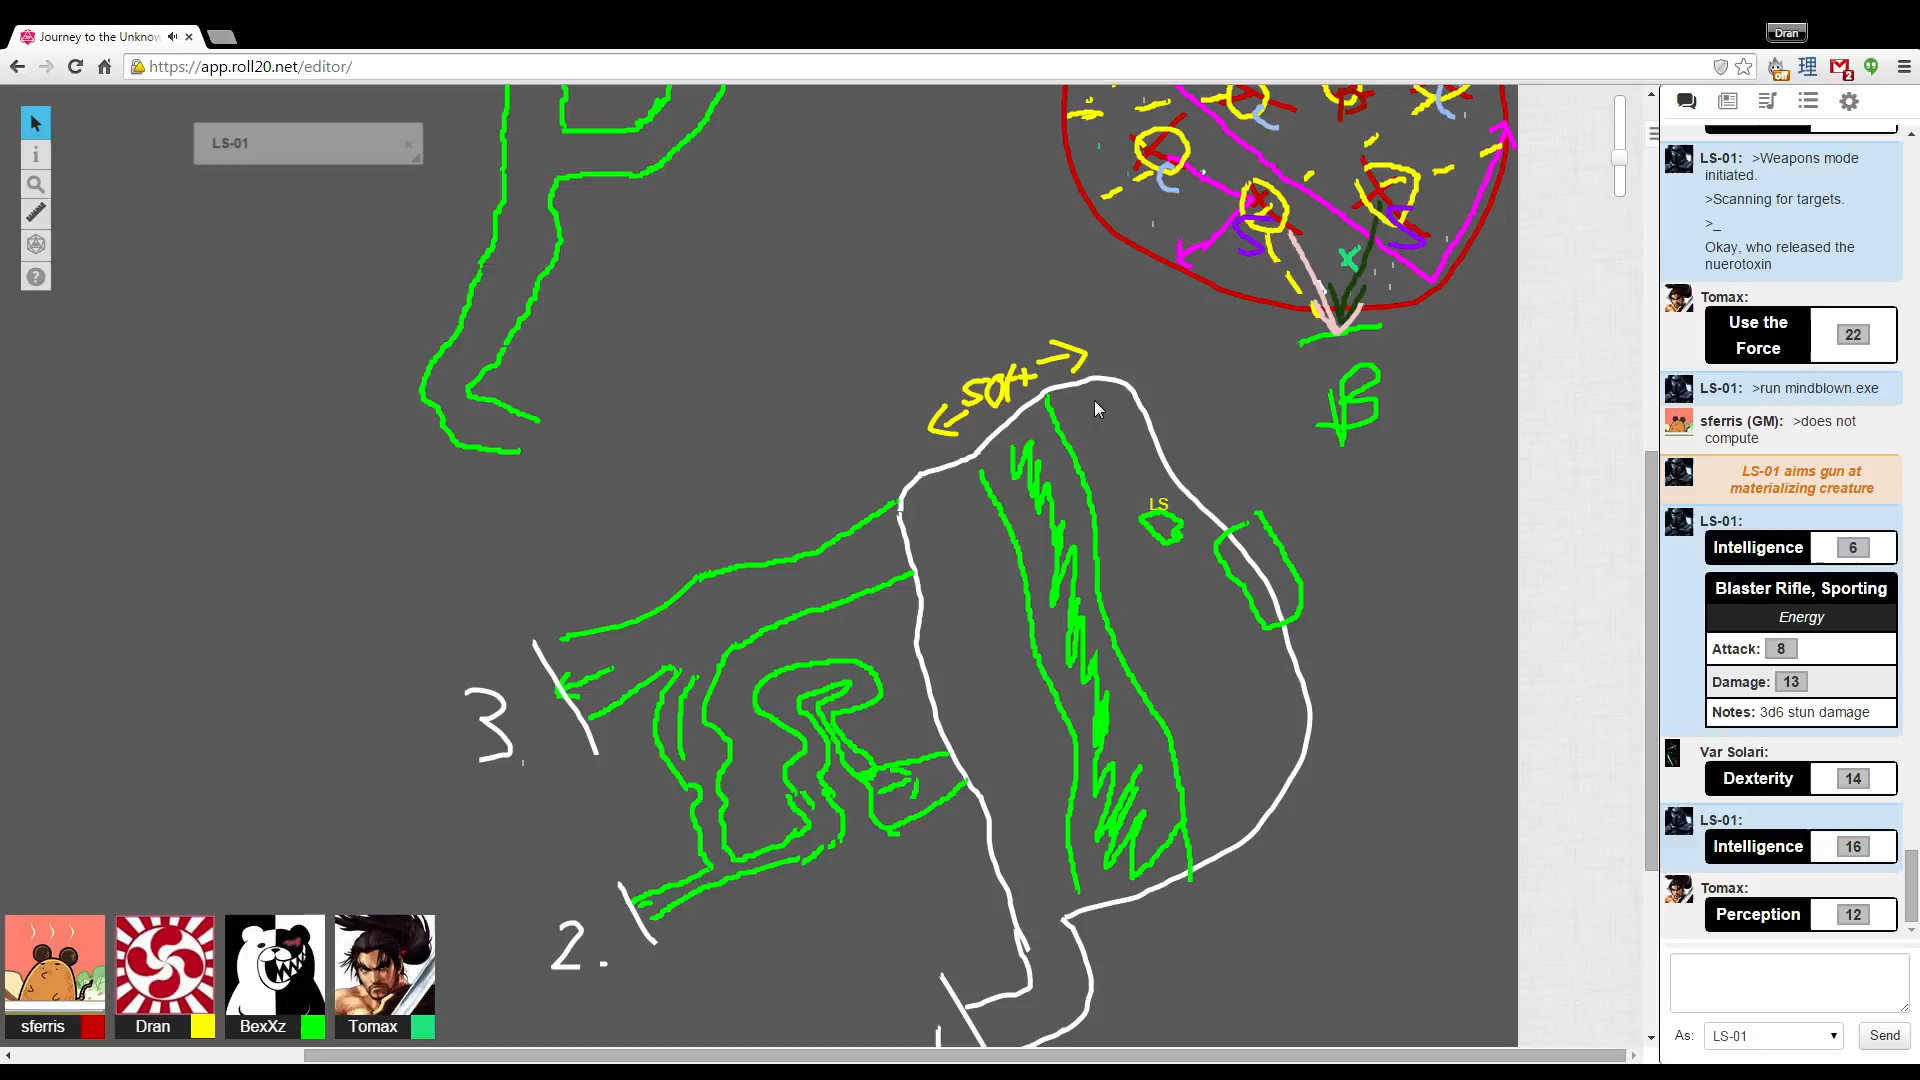 Journey to the Unknow
Dran
https://app.roll20.net/editor/
off
理
2
LS-01
C
B
C
C
S
S
X
B
50ft
LS
3.
2.
LS-01: >Weapons mode
initiated.
>Scanning for targets.
>_
Okay, who released the
nuerotoxin
Tomax:
Use the
Force
22
LS-01: >run mindblown.exe
sferris (GM): >does not
compute
LS-01 aims gun at
materializing creature
LS-01:
Intelligence 6
Blaster Rifle, Sporting
Energy
Attack: 8
Damage: 13
Notes: 3d6 stun damage
Var Solari:
Dexterity 14
LS-01:
Intelligence 16
Tomax:
Perception 12
sferris
Dran
BexXz
Tomax
As: LS-01
Send